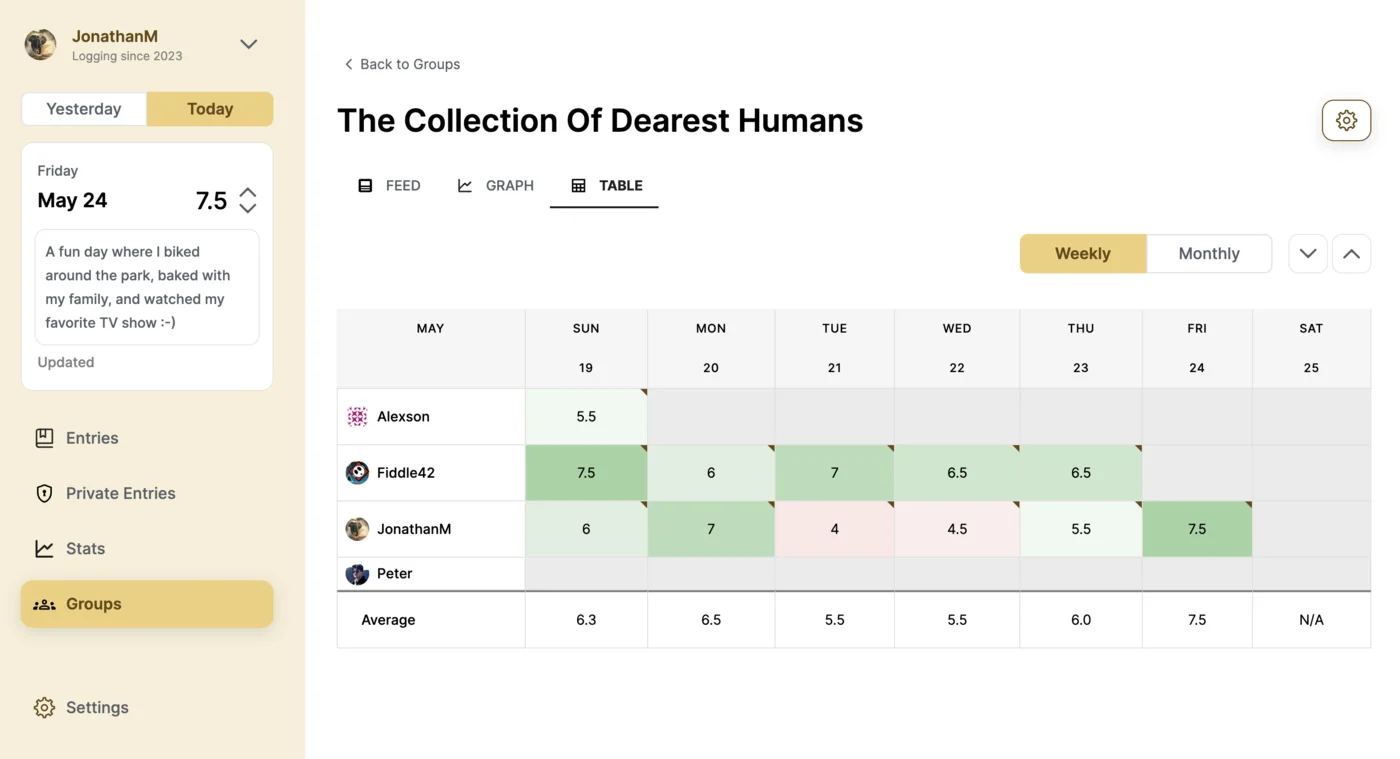 JonathanM
Logging since 2023
Yesterday Today
Friday
May 24 7.5
A fun day where I biked
around the park, baked with
my family, and watched my
favorite TV show :-)
Updated
Entries
Private Entries
Stats
Groups
Settings
Back to Groups
The Collection Of Dearest Humans
FEED GRAPH TABLE
Weekly Monthly
MAY SUN MON TUE WED THU FRI SAT
19 20 21 22 23 24 25
Alexson 5.5
Fiddle42 7.5 6 7 6.5 6.5
JonathanM 6 7 4 4.5 5.5 7.5
Peter
Average 6.3 6.5 5.5 5.5 6.0 7.5 N/A